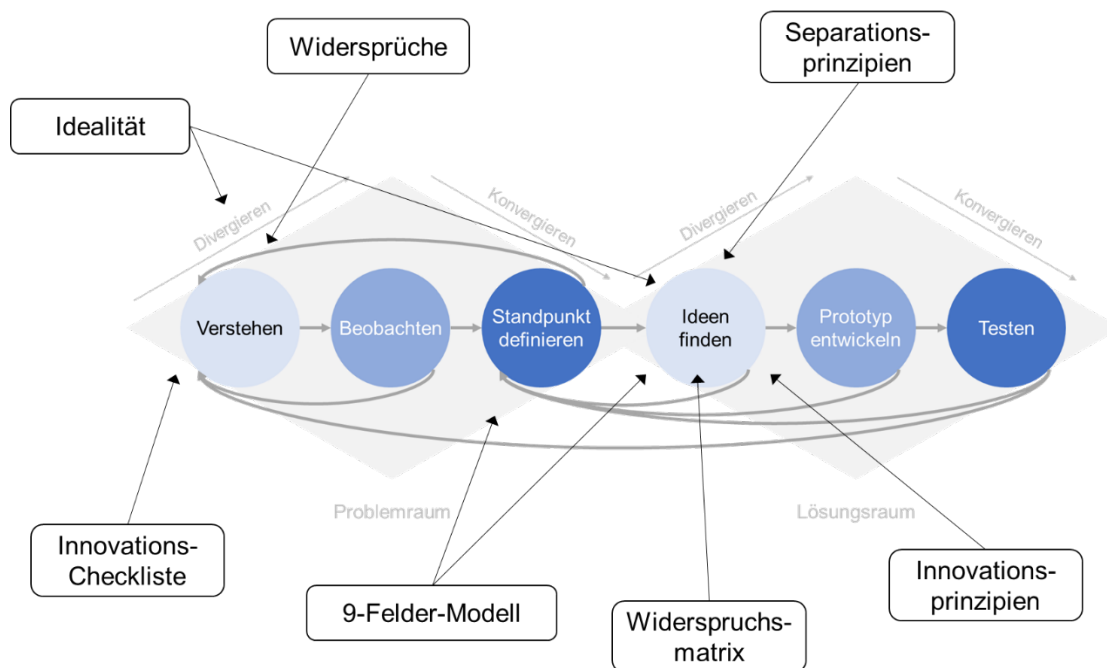 Widersprüche
Separations-
prinzipien
Idealität
Divergieren
Konvergieren
Divergieren
Konvergieren
Verstehen
Beobachten
Standpunkt
definieren
Ideen
finden
Prototyp
entwickeln
Testen
Problemraum
Lösungsraum
Innovations-
Checkliste
9-Felder-Modell
Widerspruchs-
matrix
Innovations-
prinzipien